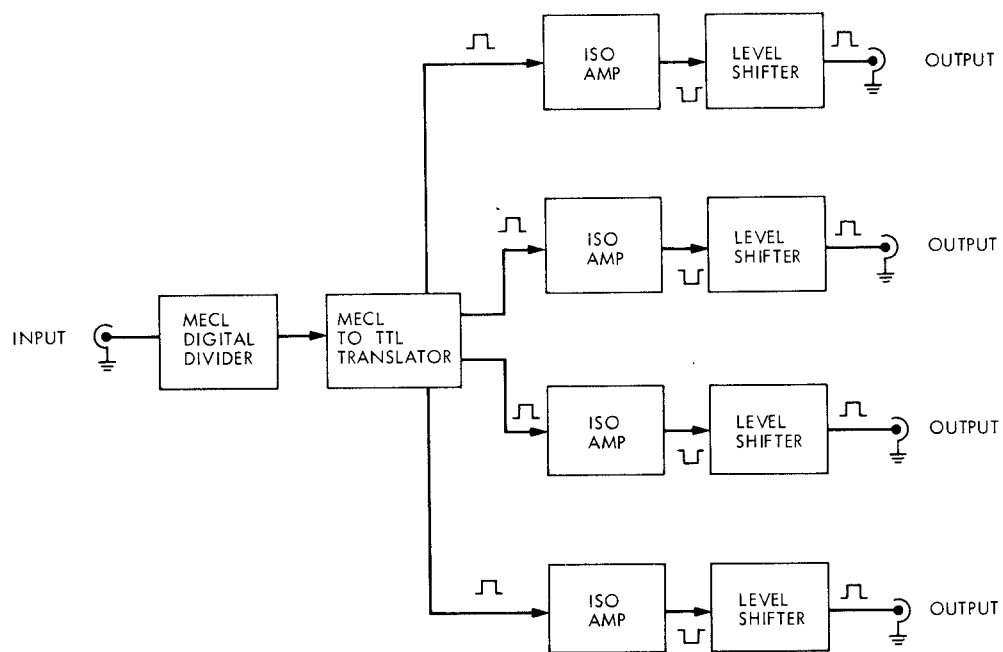 ISO
AMP
LEVEL
SHIFTER
OUTPUT
ISO
AMP
LEVEL
SHIFTER
OUTPUT
INPUT
MECL
DIGITAL
DIVIDER
MECL
TO TTL
TRANSLATOR
ISO
AMP
LEVEL
SHIFTER
OUTPUT
ISO
AMP
LEVEL
SHIFTER
OUTPUT